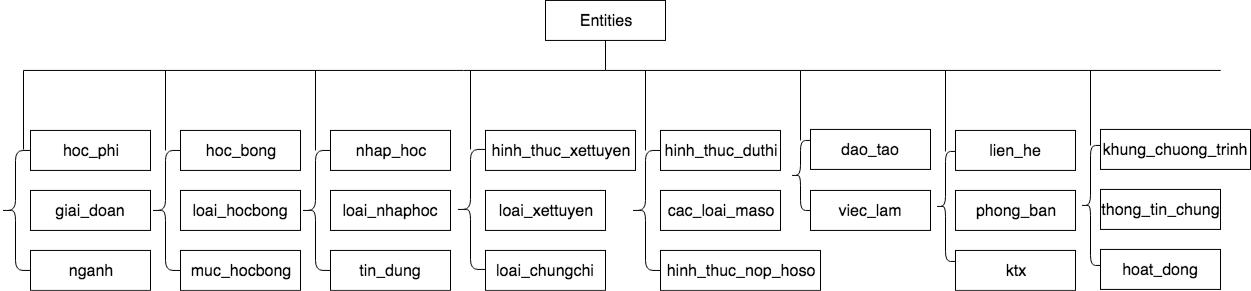 Entities
hoc_phi
hoc_bong
nhap_hoc
hinh_thuc_xettuyen
hinh_thuc_duthi
dao_tao
lien_he
khung_chuong_trinh
giai_doan
loai_hocbong
loai_nhaphoc
loai_xettuyen
cac_loai_maso
viec_lam
phong_ban
thong_tin_chung
nganh
muc_hocbong
tin_dung
loai_chungchi
hinh_thuc_nop_hoso
ktx
hoat_dong